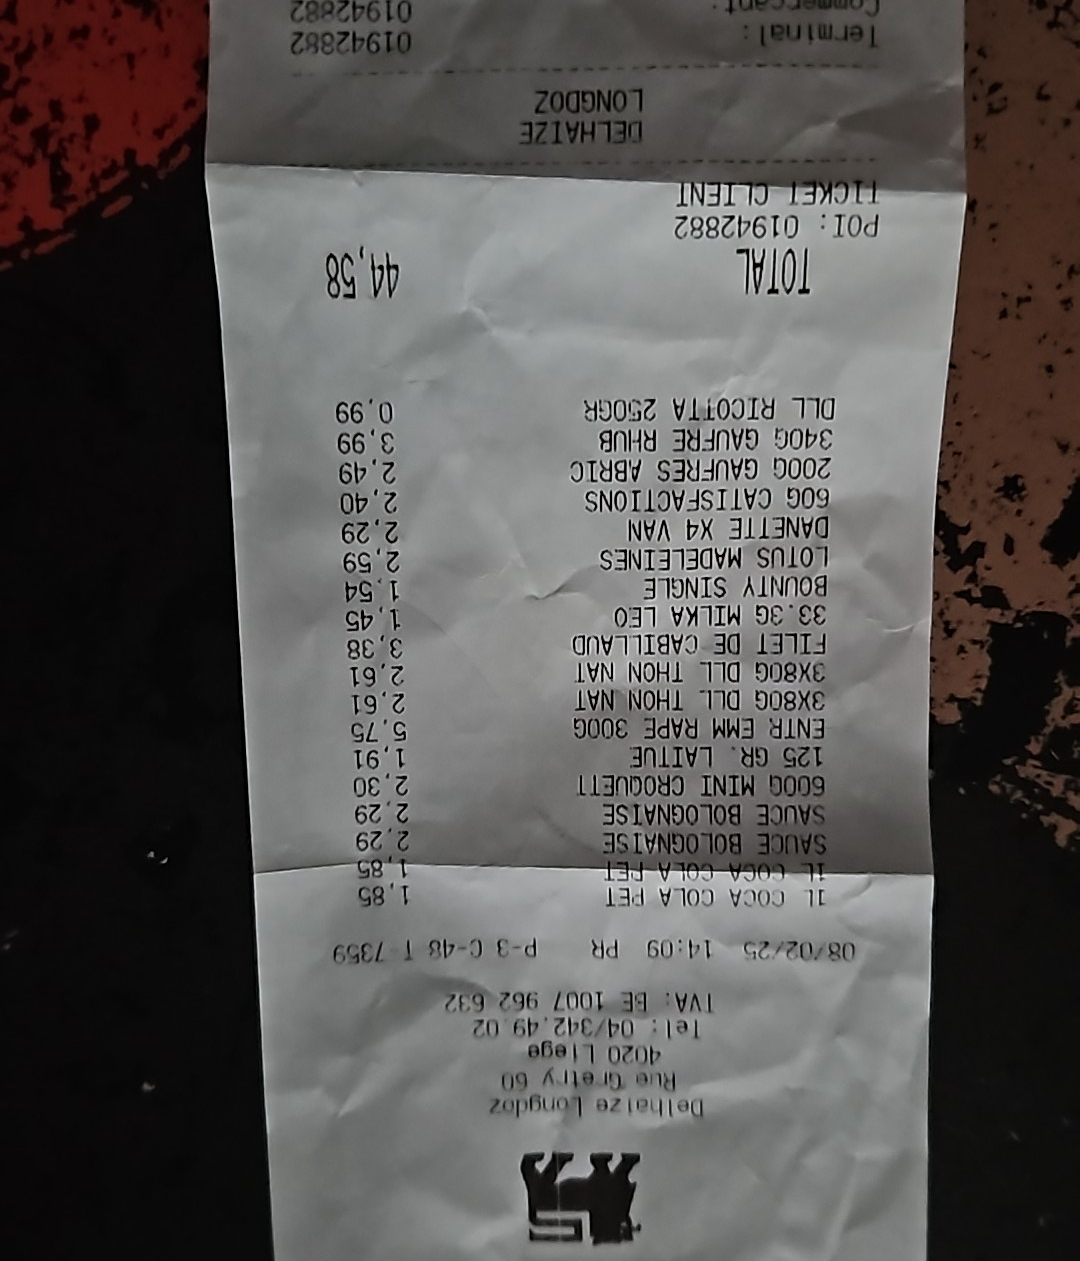 Delhaize Longdoz
Rue Gretry 60
4020 Liege
Tel: 04/342.49.02
TVA: BE 1007 962 632
08/02/25 14:09 PR P-3 C-48 T 7359
1L COCA COLA PET 1,85
1L COCA COLA PET 1,85
SAUCE BOLOGNAISE 2,29
SAUCE BOLOGNAISE 2,29
600G MINI CROQUETT 2,30
125 GR. LAITUE 1,91
ENTR EMM RAPE 300G 5,75
3X80G DLL THON NAT 2,61
3X80G DLL THON NAT 2,61
FILET DE CABILLAUD 3,38
33.3G MILKA LEO 1,45
BOUNTY SINGLE 1,54
LOTUS MADELEINES 2,59
DANETTE X4 VAN 2,29
60G CATISFACTIONS 2,40
200G GAUFRES ABRIC 2,49
340G GAUFRE RHUB 3,99
DLL RICOTTA 250GR 0,99
TOTAL 44,58
POI: 01942882
TICKET CLIENT
DELHAIZE
LONGDOZ
Terminal: 01942882
Commercant: 01942882